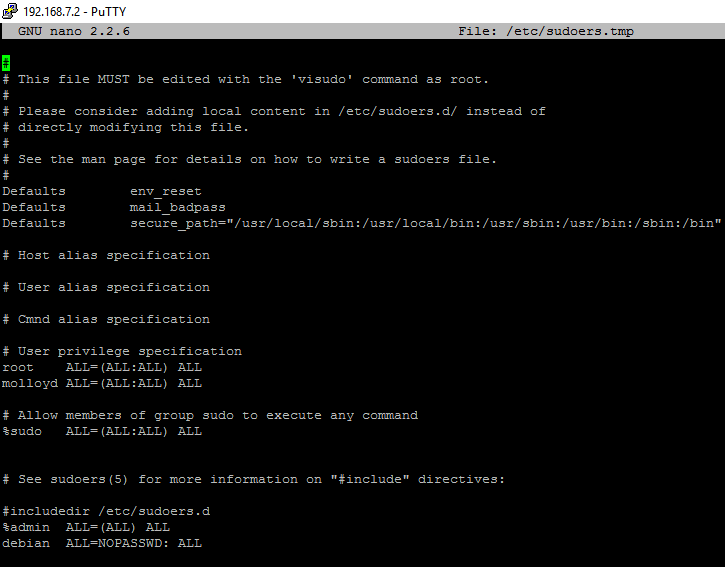 192.168.7.2 - PuTTY
GNU nano 2.2.6 File: /etc/sudoers.tmp
#
# This file MUST be edited with the 'visudo' command as root.
#
# Please consider adding local content in /etc/sudoers.d/ instead of
# directly modifying this file.
#
# See the man page for details on how to write a sudoers file.
#
Defaults env_reset
Defaults mail_badpass
Defaults secure_path="/usr/local/sbin:/usr/local/bin:/usr/sbin:/usr/bin:/sbin:/bin"
# Host alias specification
# User alias specification
# Cmnd alias specification
# User privilege specification
root ALL=(ALL:ALL) ALL
molloyd ALL=(ALL:ALL) ALL
# Allow members of group sudo to execute any command
%sudo ALL=(ALL:ALL) ALL
# See sudoers(5) for more information on "#include" directives:
#includedir /etc/sudoers.d
%admin ALL=(ALL) ALL
debian ALL=NOPASSWD: ALL